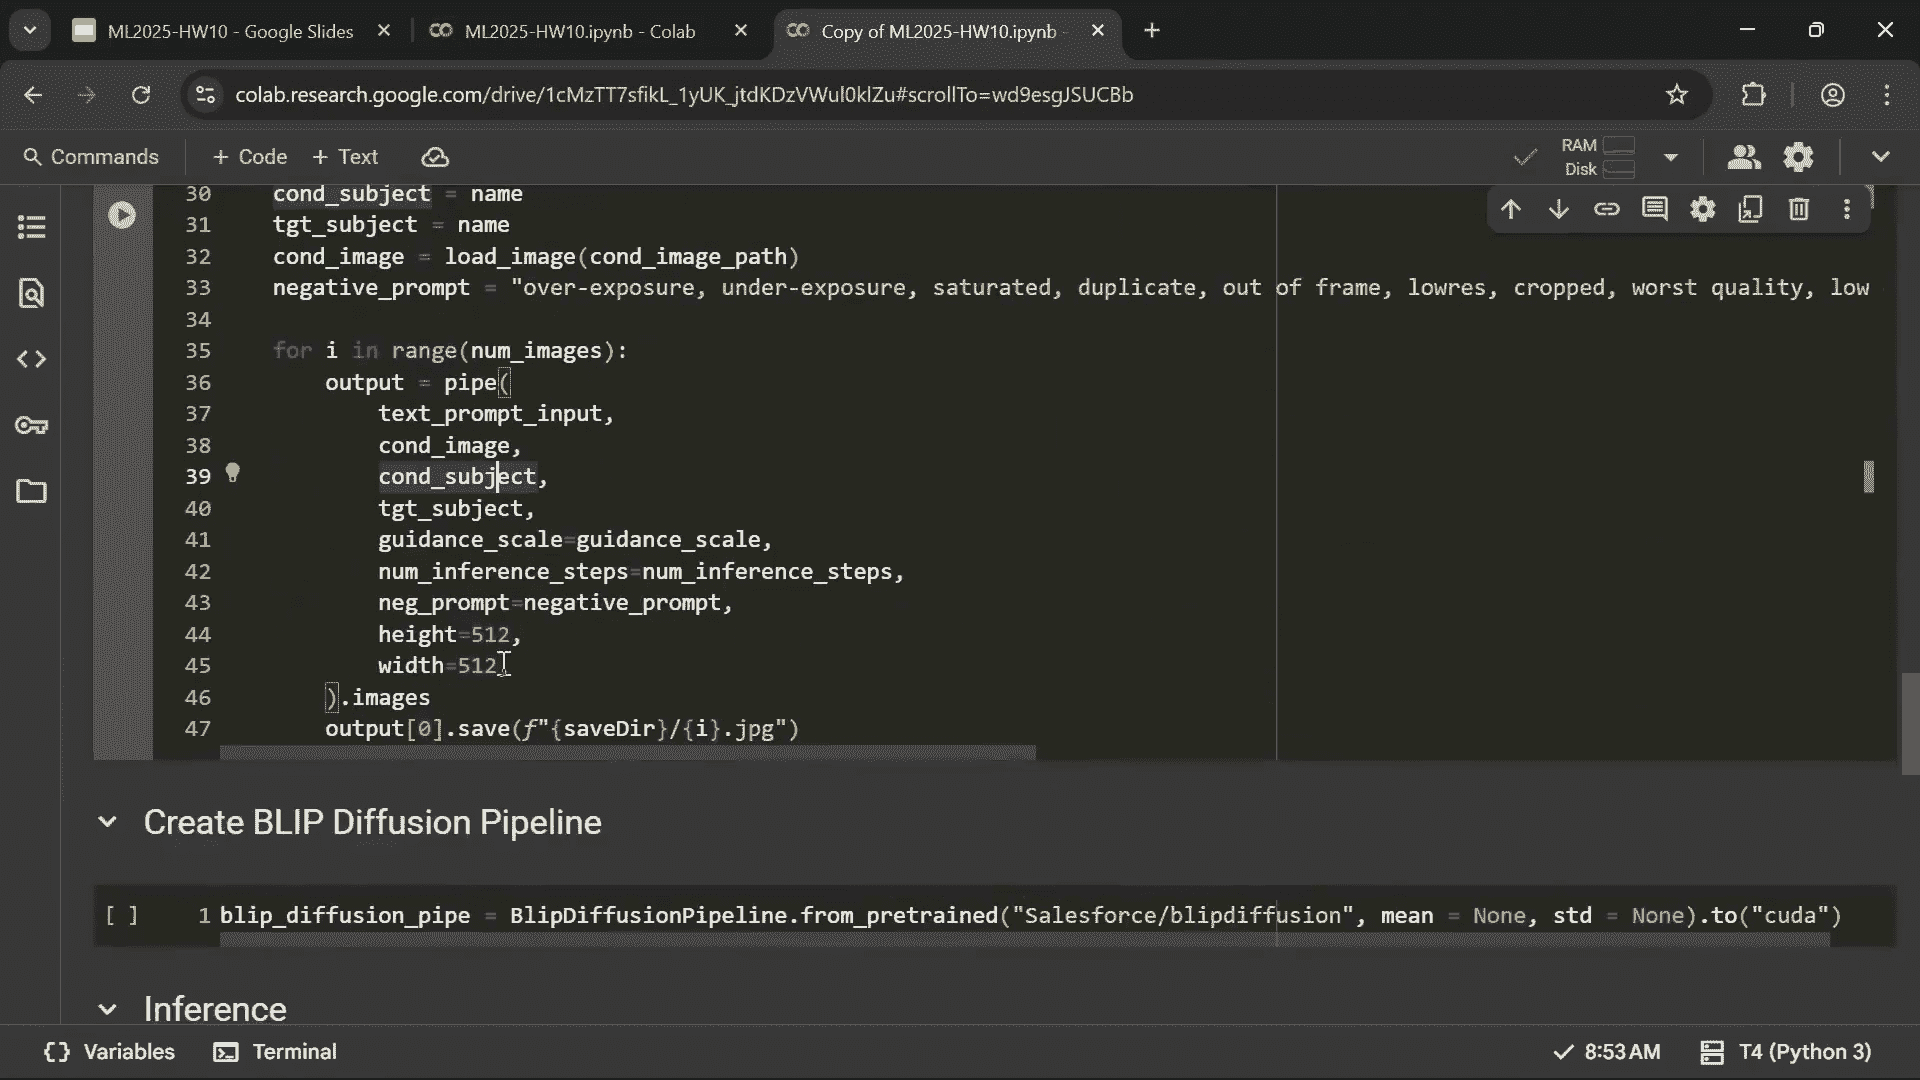 ML2025-HW10 - Google Slides
ML2025-HW10.ipynb - Colab
Copy of ML2025-HW10.ipynb -
colab.research.google.com/drive/1cMzTT7sfikL_1yUK_jtdKDzVWul0klZu#scrollTo=wd9esgJSUCBb
Commands + Code + Text
RAM
Disk
30 cond_subject = name
31 tgt_subject = name
32 cond_image = load_image(cond_image_path)
33 negative_prompt = "over-exposure, under-exposure, saturated, duplicate, out of frame, lowres, cropped, worst quality, low
34
35 for i in range(num_images):
36 output = pipe(
37 text_prompt_input,
38 cond_image,
39 cond_subject,
40 tgt_subject,
41 guidance_scale=guidance_scale,
42 num_inference_steps=num_inference_steps,
43 neg_prompt=negative_prompt,
44 height=512,
45 width=512
46 ).images
47 output[0].save(f"{saveDir}/{i}.jpg")
Create BLIP Diffusion Pipeline
[ ] 1 blip_diffusion_pipe = BlipDiffusionPipeline.from_pretrained("Salesforce/blipdiffusion", mean = None, std = None).to("cuda")
Inference
{} Variables Terminal
8:53 AM T4 (Python 3)